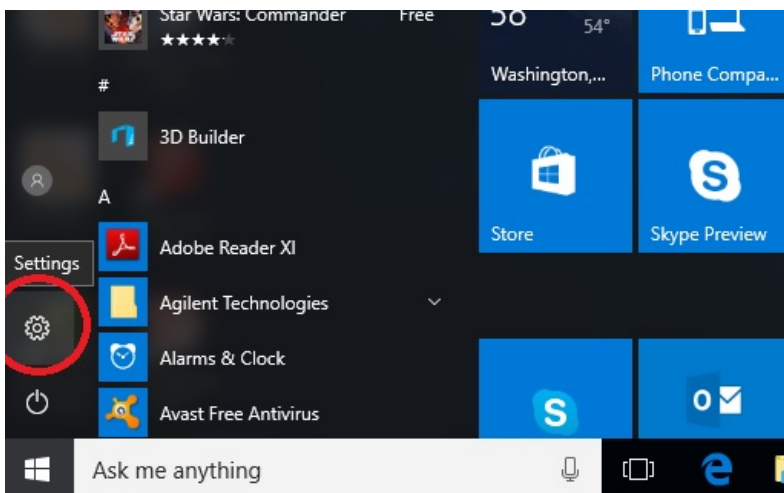 Star Wars: Commander Free
#
3D Builder
A
Settings
Adobe Reader XI
Agilent Technologies
Alarms & Clock
Avast Free Antivirus
54°
Washington,...
Phone Compa...
Store
Skype Preview
S
S
O
Ask me anything